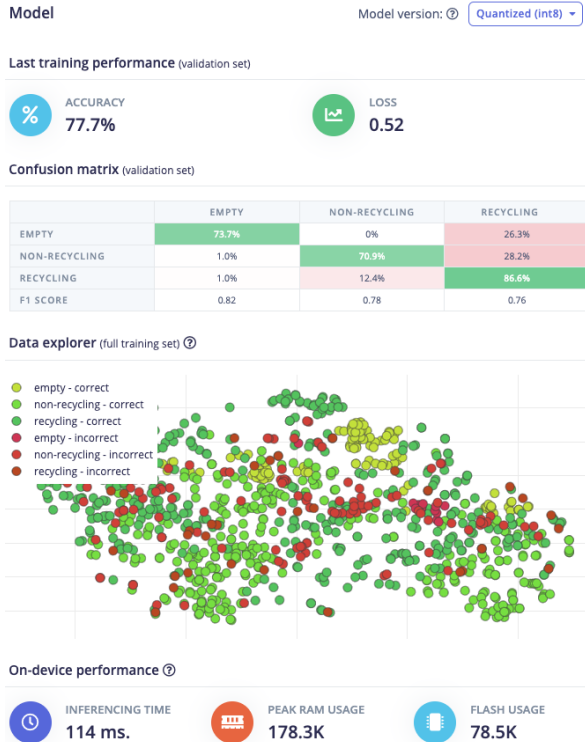 Model
Model version: ? Quantized (int8)
Last training performance (validation set)
% ACCURACY
77.7%
LOSS
0.52
Confusion matrix (validation set)
EMPTY NON-RECYCLING RECYCLING
EMPTY 73.7% 0% 26.3%
NON-RECYCLING 1.0% 70.9% 28.2%
RECYCLING 1.0% 12.4% 86.6%
F1 SCORE 0.82 0.78 0.76
Data explorer (full training set) ?
empty - correct
non-recycling - correct
recycling - correct
empty - incorrect
non-recycling - incorrect
recycling - incorrect
On-device performance ?
INFERENCING TIME
114 ms.
PEAK RAM USAGE
178.3K
FLASH USAGE
78.5K